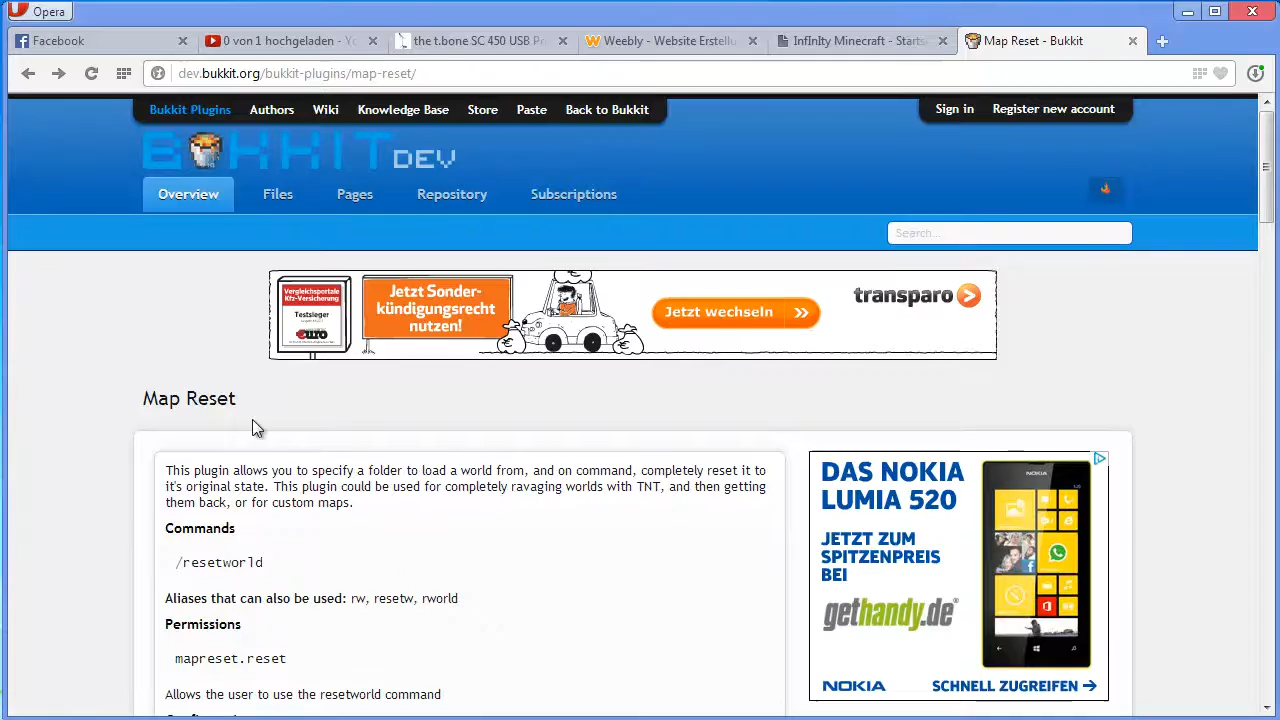 Opera
Facebook
0 von 1 hochgeladen - Yo
the t.bone SC 450 USB Pr
Weebly - Website Erstellu
InfInIty Minecraft - Starts
Map Reset - Bukkit
dev.bukkit.org/bukkit-plugins/map-reset/
Bukkit Plugins Authors Wiki Knowledge Base Store Paste Back to Bukkit
Sign in Register new account
BUKKIT DEV
Overview Files Pages Repository Subscriptions
Search...
Vergleichsportale
Kfz-Versicherung
Testsieger
€uro
Jetzt Sonder-
kündigungsrecht
nutzen!
Jetzt wechseln
transparo
Map Reset
This plugin allows you to specify a folder to load a world from, and on command, completely reset it to
it's original state. This plugin could be used for completely ravaging worlds with TNT, and then getting
them back, or for custom maps.
Commands
/resetworld
Aliases that can also be used: rw, resetw, rworld
Permissions
mapreset.reset
Allows the user to use the resetworld command
DAS NOKIA
LUMIA 520
JETZT ZUM
SPITZENPREIS
BEI
gethandy.de
NOKIA
NOKIA SCHNELL ZUGREIFEN